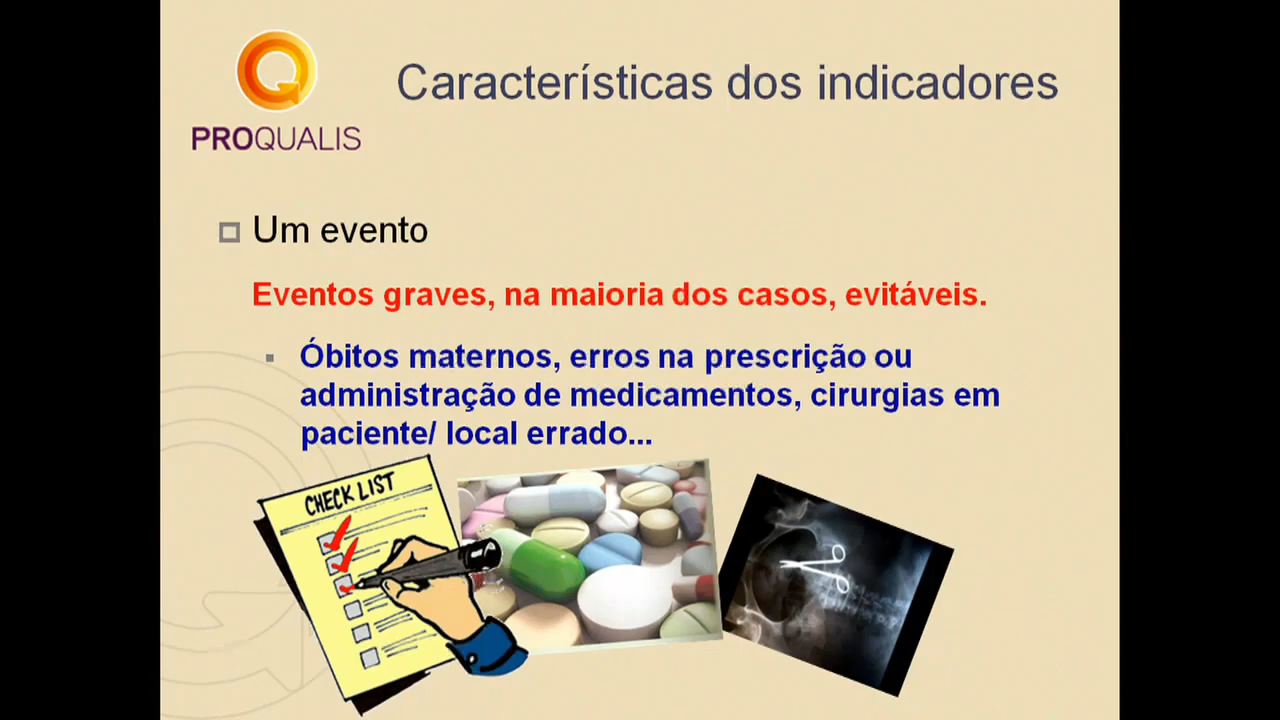 Características dos indicadores
PROQUALIS
Um evento
Eventos graves, na maioria dos casos, evitáveis.
Óbitos maternos, erros na prescrição ou
administração de medicamentos, cirurgias em
paciente/ local errado...
CHECK LIST